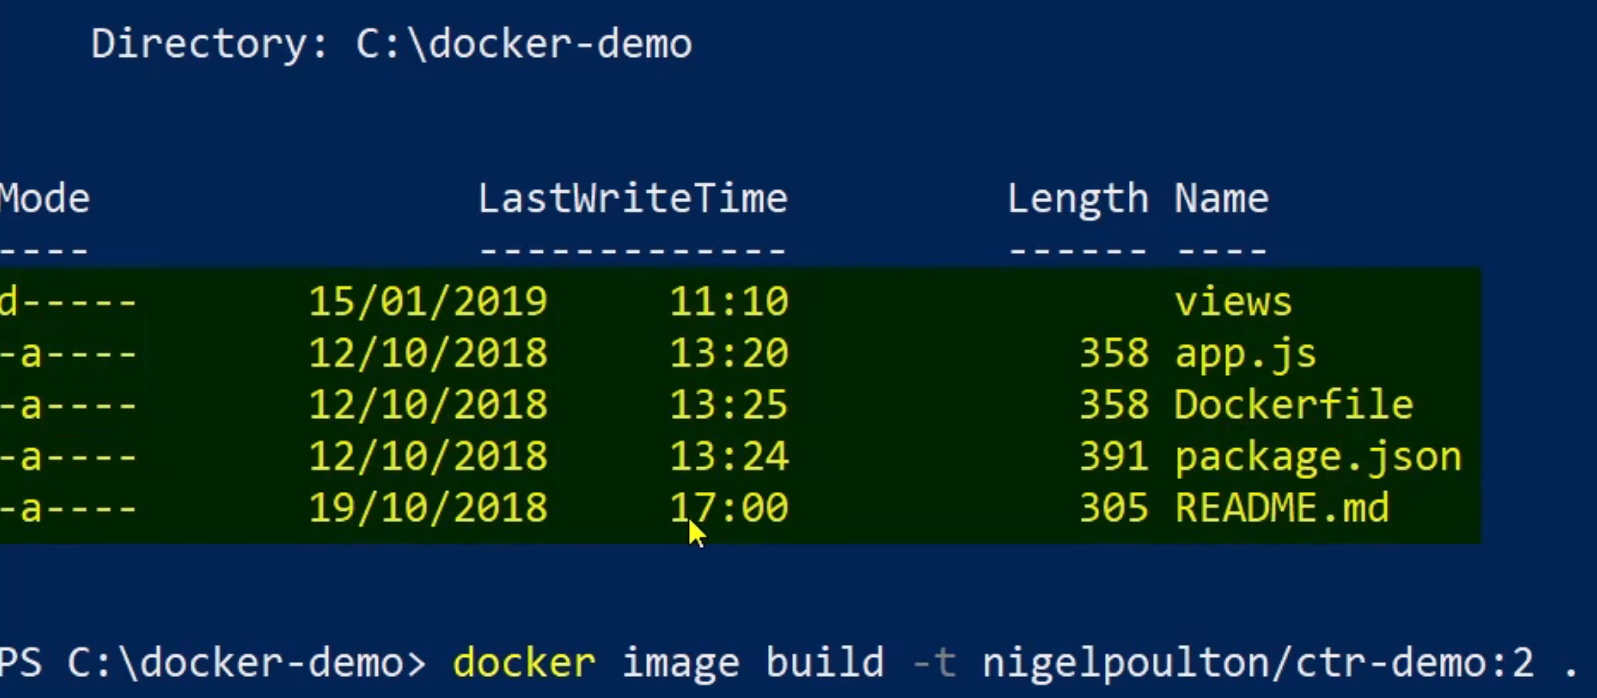 Directory: C:\docker-demo
Mode LastWriteTime Length Name
---- ------------- ------ ----
d----- 15/01/2019 11:10 views
-a---- 12/10/2018 13:20 358 app.js
-a---- 12/10/2018 13:25 358 Dockerfile
-a---- 12/10/2018 13:24 391 package.json
-a---- 19/10/2018 17:00 305 README.md
PS C:\docker-demo> docker image build -t nigelpoulton/ctr-demo:2 .